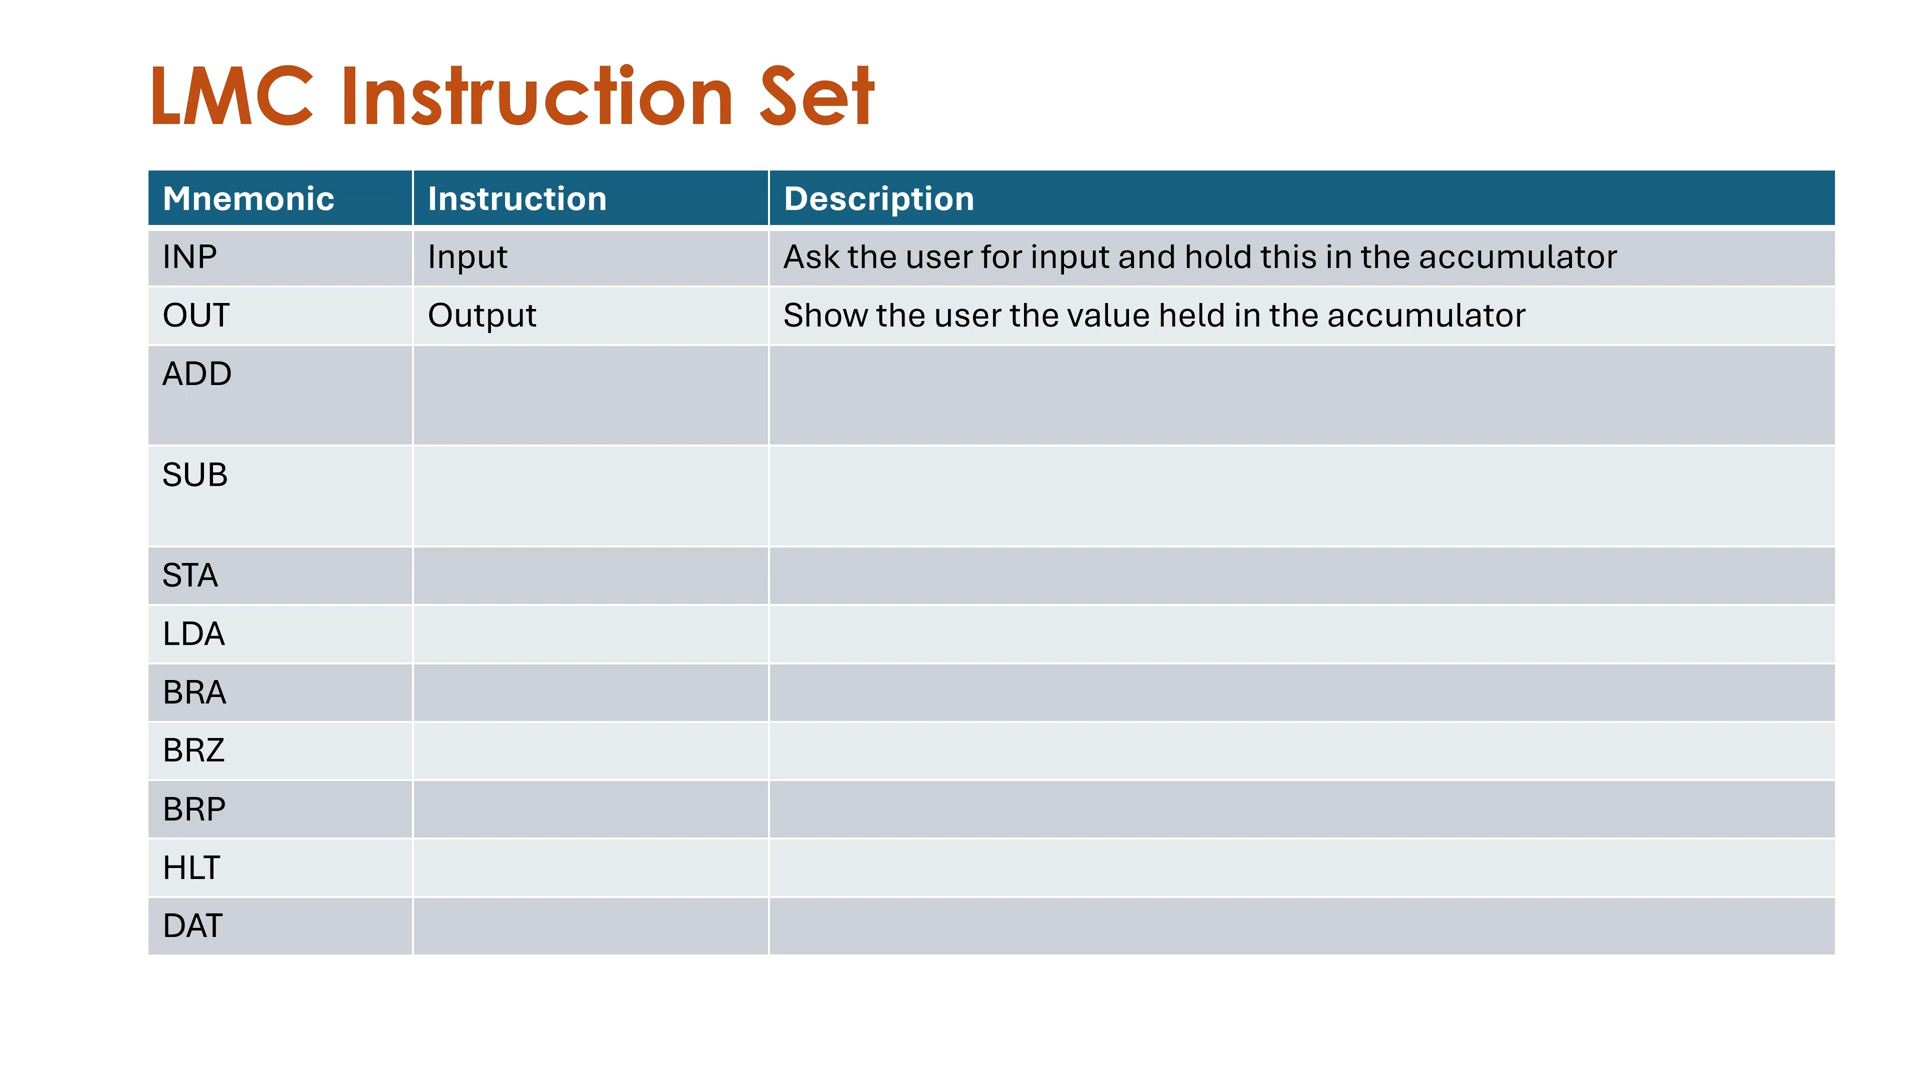 LMC Instruction Set
Mnemonic Instruction Description
INP Input Ask the user for input and hold this in the accumulator
OUT Output Show the user the value held in the accumulator
ADD
SUB
STA
LDA
BRA
BRZ
BRP
HLT
DAT